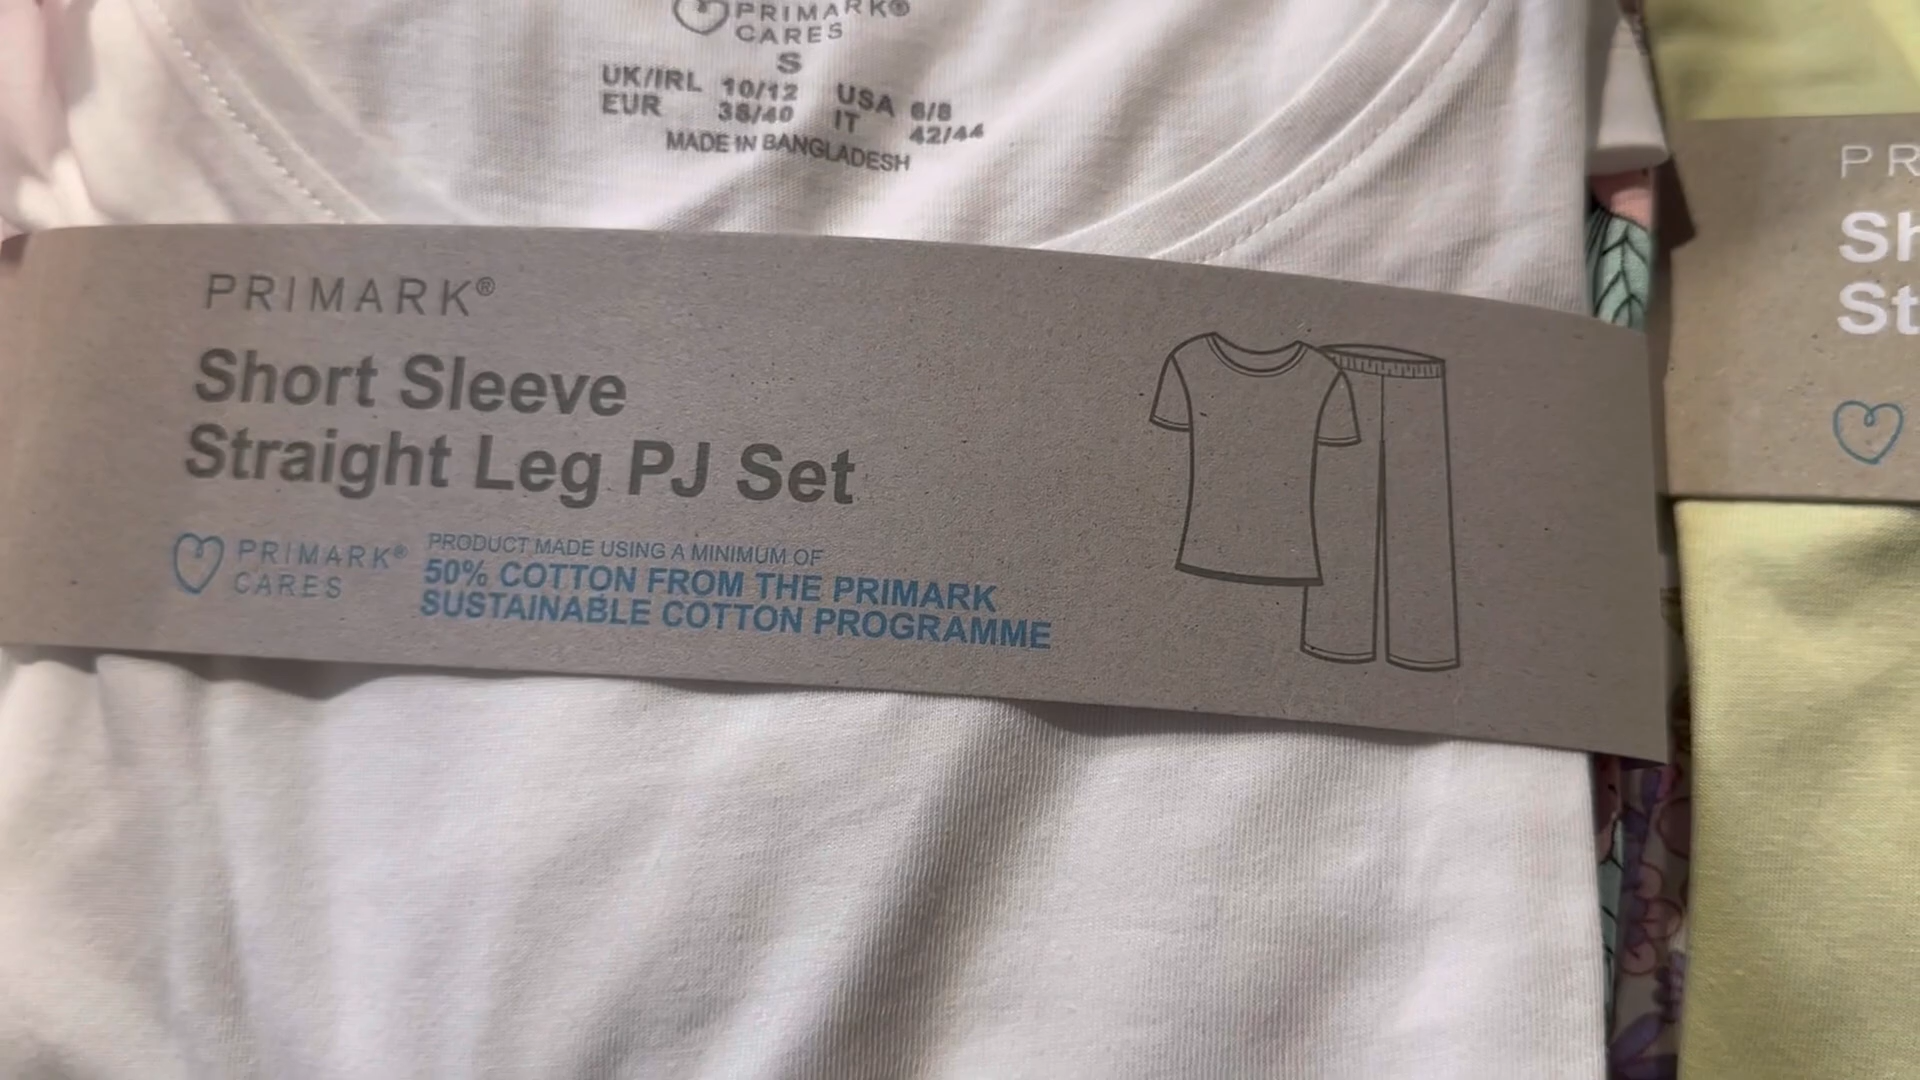 PRIMARK®
CARES
S
UK/IRL 10/12 USA 6/8
EUR 38/40 IT 42/44
MADE IN BANGLADESH
PRIMARK®
Short Sleeve
Straight Leg PJ Set
PRIMARK®
CARES
PRODUCT MADE USING A MINIMUM OF
50% COTTON FROM THE PRIMARK
SUSTAINABLE COTTON PROGRAMME
PR
Sh
St